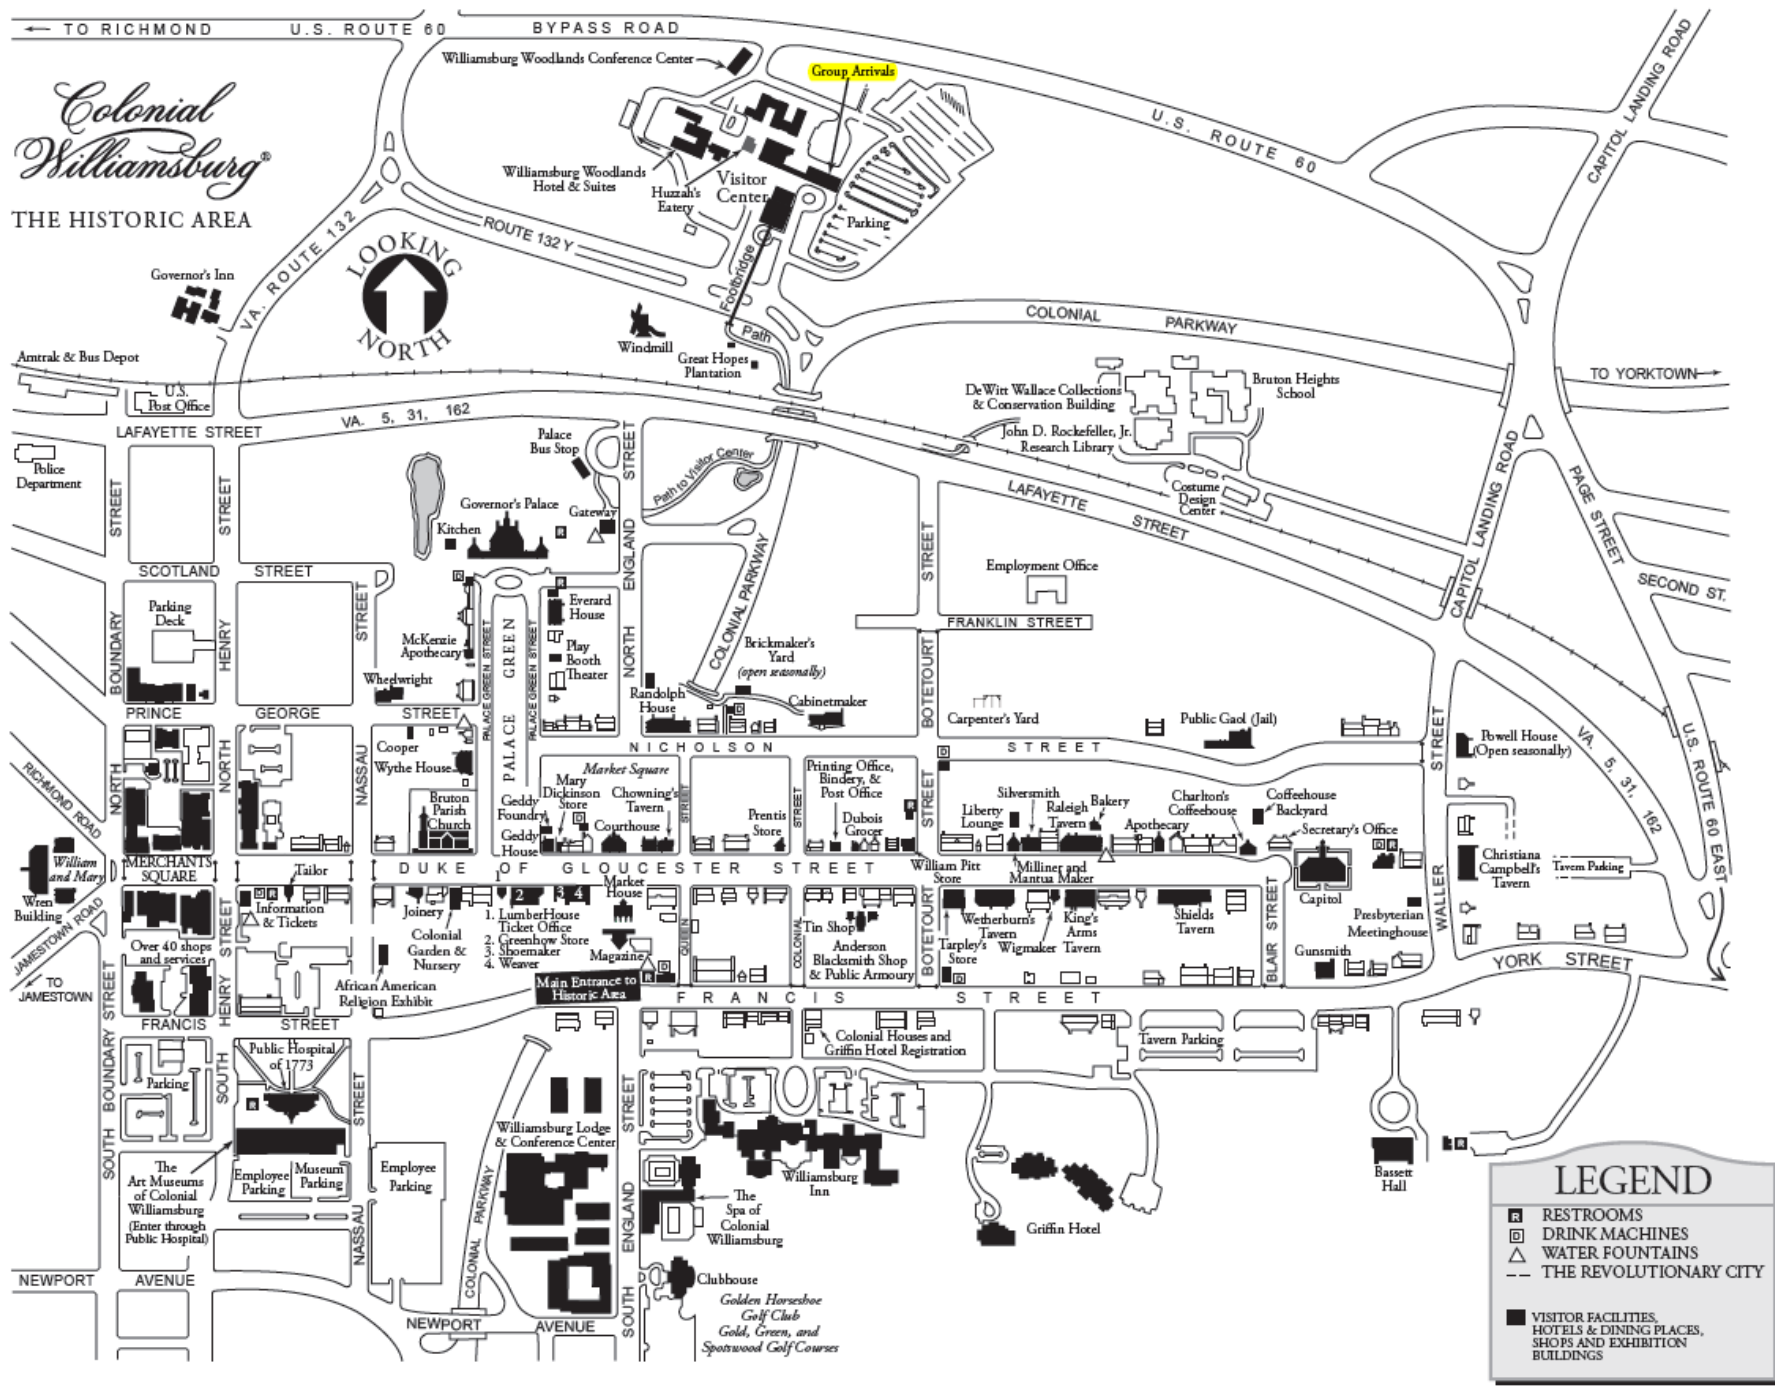 ← TO RICHMOND
U.S. ROUTE 60
BYPASS ROAD
U.S. ROUTE 60
CAPITOL LANDING ROAD
Colonial
Williamsburg®
THE HISTORIC AREA
Williamsburg Woodlands Conference Center
Group Arrivals
Williamsburg Woodlands
Hotel & Suites
Huzzah's
Eatery
Visitor
Center
Parking
VA. ROUTE 132
ROUTE 132 Y
LOOKING
NORTH
Footbridge
Path
Governor's Inn
Windmill
Great Hopes
Plantation
COLONIAL PARKWAY
Amtrak & Bus Depot
U.S.
Post Office
VA. 5, 31, 162
LAFAYETTE STREET
DeWitt Wallace Collections
& Conservation Building
Bruton Heights
School
TO YORKTOWN →
John D. Rockefeller, Jr.
Research Library
Costume
Design
Center
Police
Department
Palace
Bus Stop
Path to Visitor Center
LAFAYETTE STREET
CAPITOL LANDING ROAD
PAGE STREET
SECOND ST.
Governor's Palace
Kitchen
R
Gateway
SCOTLAND STREET
D
R
Parking
Deck
McKenzie
Apothecary
Everard
House
Play
Booth
Theater
Wheelwright
PALACE GREEN STREET
PALACE GREEN
PALACE GREEN STREET
NORTH ENGLAND STREET
COLONIAL PARKWAY
Brickmaker's
Yard
(open seasonally)
Randolph
House
D
Cabinetmaker
Employment Office
FRANKLIN STREET
BOTETOURT STREET
Carpenter's Yard
Public Gaol (Jail)
Powell House
(Open seasonally)
VA. 5, 31, 162
U.S. ROUTE 60 EAST
NORTH BOUNDARY STREET
NORTH HENRY STREET
NASSAU STREET
PRINCE GEORGE STREET
NICHOLSON STREET
Cooper
Wythe House
Bruton
Parish
Church
Market Square
Geddy
Foundry
Geddy
House
Mary
Dickinson
Store
D
Courthouse
Chowning's
Tavern
QUEEN STREET
Prentis
Store
COLONIAL STREET
Printing Office,
Bindery, &
Post Office
Dubois
Grocer
R
D
BOTETOURT STREET
William Pitt
Store
Liberty
Lounge
Silversmith
Raleigh
Tavern
Bakery
Milliner and
Mantua Maker
Apothecary
Charlton's
Coffeehouse
Coffeehouse
Backyard
Secretary's Office
D R
Capitol
WALLER STREET
Christiana
Campbell's
Tavern
Tavern Parking
Presbyterian
Meetinghouse
RICHMOND ROAD
William
and Mary
Wren
Building
JAMESTOWN ROAD
TO
JAMESTOWN
MERCHANTS
SQUARE
DUKE OF GLOUCESTER STREET
Tailor
D R
Information
& Tickets
Over 40 shops
and services
Joinery
Colonial
Garden &
Nursery
African American
Religion Exhibit
1
2
3 4
1. LumberHouse
Ticket Office
2. Greenhow Store
3. Shoemaker
4. Weaver
Market
House
Magazine
D
R
Main Entrance to
Historic Area
Tin Shop
Anderson
Blacksmith Shop
& Public Armoury
Tarpley's
Store
D
Wetherburn's
Tavern
Wigmaker
King's
Arms
Tavern
Shields
Tavern
BLAIR STREET
Gunsmith
YORK STREET
FRANCIS STREET
FRANCIS STREET
Colonial Houses and
Griffin Hotel Registration
Tavern Parking
SOUTH BOUNDARY STREET
SOUTH HENRY STREET
NASSAU STREET
Parking
Public Hospital
of 1773
R
The
Art Museums
of Colonial
Williamsburg
(Enter through
Public Hospital)
Employee
Parking
Museum
Parking
Employee
Parking
COLONIAL PARKWAY
Williamsburg Lodge
& Conference Center
SOUTH ENGLAND STREET
Williamsburg
Inn
The
Spa of
Colonial
Williamsburg
Griffin Hotel
Bassett
Hall
R
Clubhouse
Golden Horseshoe
Golf Club
Gold, Green, and
Spotswood Golf Courses
NEWPORT AVENUE
NEWPORT AVENUE
LEGEND
R RESTROOMS
D DRINK MACHINES
△ WATER FOUNTAINS
-- THE REVOLUTIONARY CITY
VISITOR FACILITIES,
HOTELS & DINING PLACES,
SHOPS AND EXHIBITION
BUILDINGS